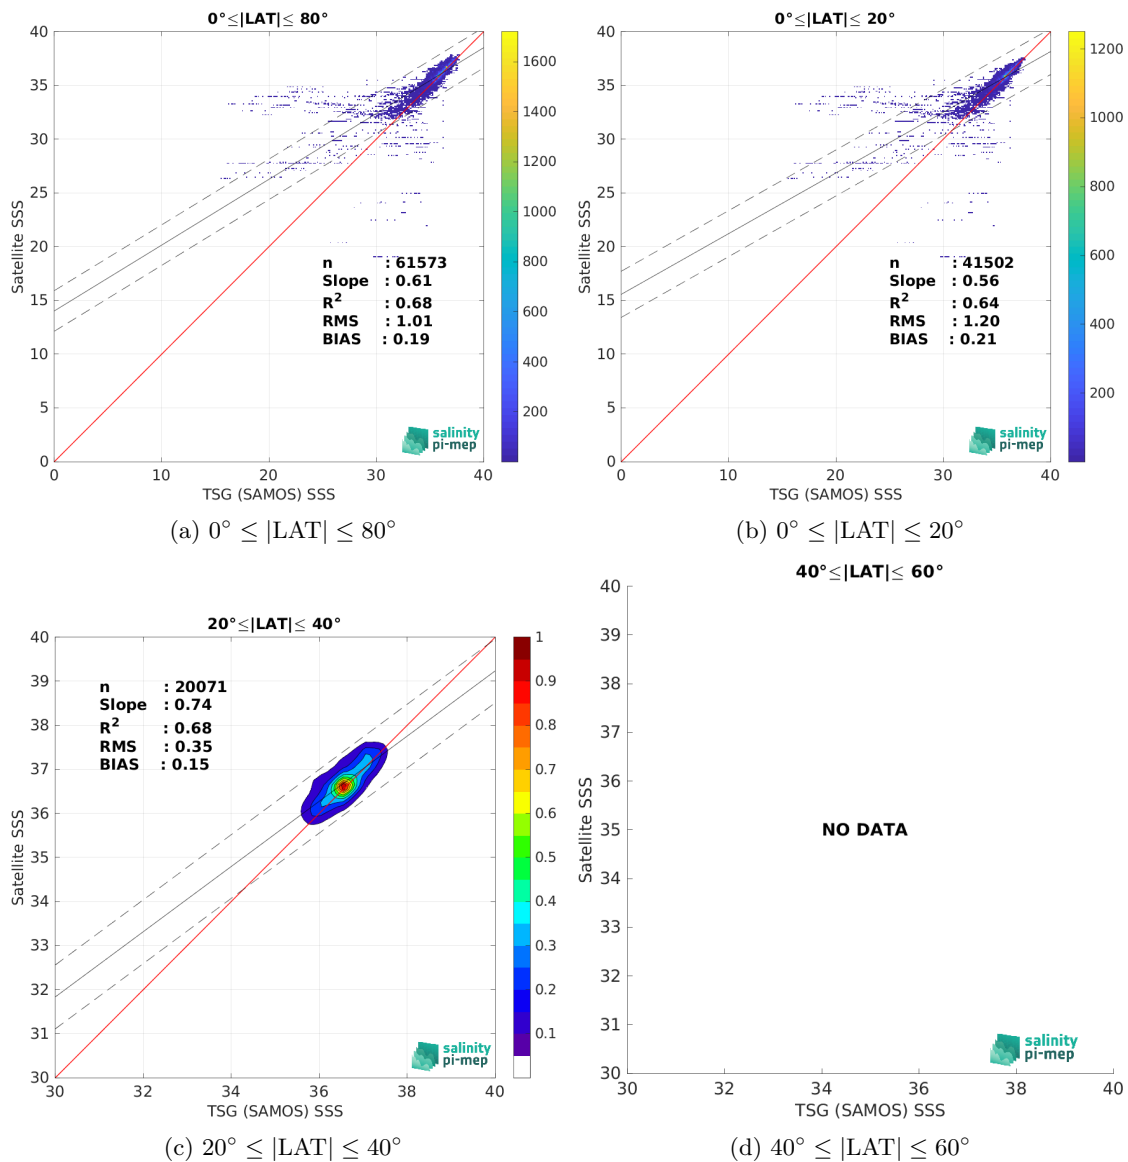 0°≤|LAT|≤ 80°
40
35
30
25
20
15
10
5
0
Satellite SSS
0
10
20
30
40
TSG (SAMOS) SSS
n : 61573
Slope : 0.61
R² : 0.68
RMS : 1.01
BIAS : 0.19
salinity
pi-mep
1600
1400
1200
1000
800
600
400
200
(a) 0° ≤ |LAT| ≤ 80°
0°≤|LAT|≤ 20°
40
35
30
25
20
15
10
5
0
Satellite SSS
0
10
20
30
40
TSG (SAMOS) SSS
n : 41502
Slope : 0.56
R² : 0.64
RMS : 1.20
BIAS : 0.21
salinity
pi-mep
1200
1000
800
600
400
200
(b) 0° ≤ |LAT| ≤ 20°
20°≤|LAT|≤ 40°
40
39
38
37
36
35
34
33
32
31
30
Satellite SSS
30
32
34
36
38
40
TSG (SAMOS) SSS
n : 20071
Slope : 0.74
R² : 0.68
RMS : 0.35
BIAS : 0.15
salinity
pi-mep
1
0.9
0.8
0.7
0.6
0.5
0.4
0.3
0.2
0.1
(c) 20° ≤ |LAT| ≤ 40°
40°≤|LAT|≤ 60°
40
39
38
37
36
35
34
33
32
31
30
Satellite SSS
NO DATA
30
32
34
36
38
40
TSG (SAMOS) SSS
salinity
pi-mep
(d) 40° ≤ |LAT| ≤ 60°